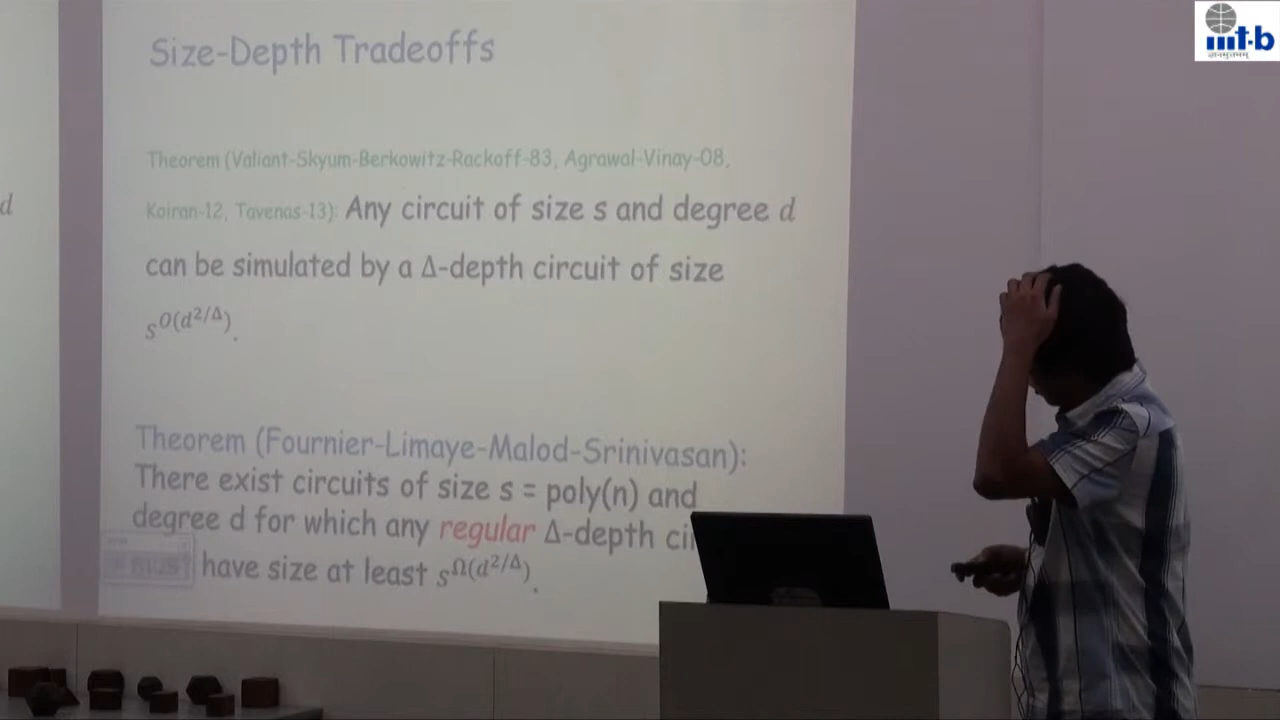 Size-Depth Tradeoffs
Theorem (Valiant-Skyum-Berkowitz-Rackoff-83, Agrawal-Vinay-08,
Koiran-12, Tavenas-13): Any circuit of size s and degree d
can be simulated by a Δ-depth circuit of size
s^O(d^2/Δ).
Theorem (Fournier-Limaye-Malod-Srinivasan):
There exist circuits of size s = poly(n) and
degree d for which any regular Δ-depth
have size at least s^Ω(d^2/Δ).
d
iiit-b
ज्ञानमुत्तमम्